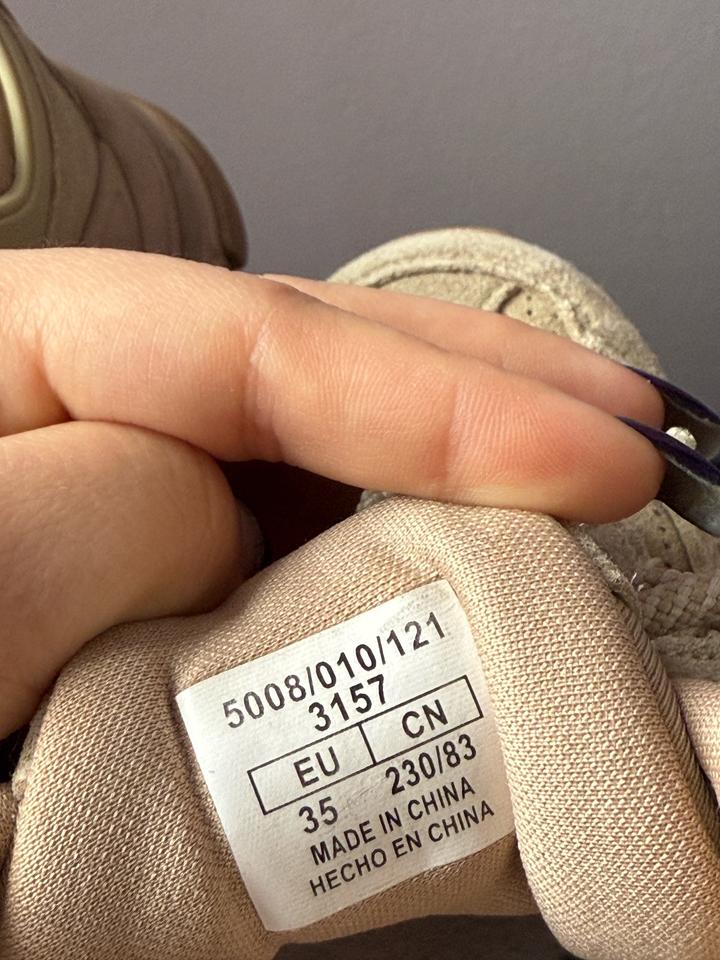 5008/010/121
3157
EU CN
35 230/83
MADE IN CHINA
HECHO EN CHINA